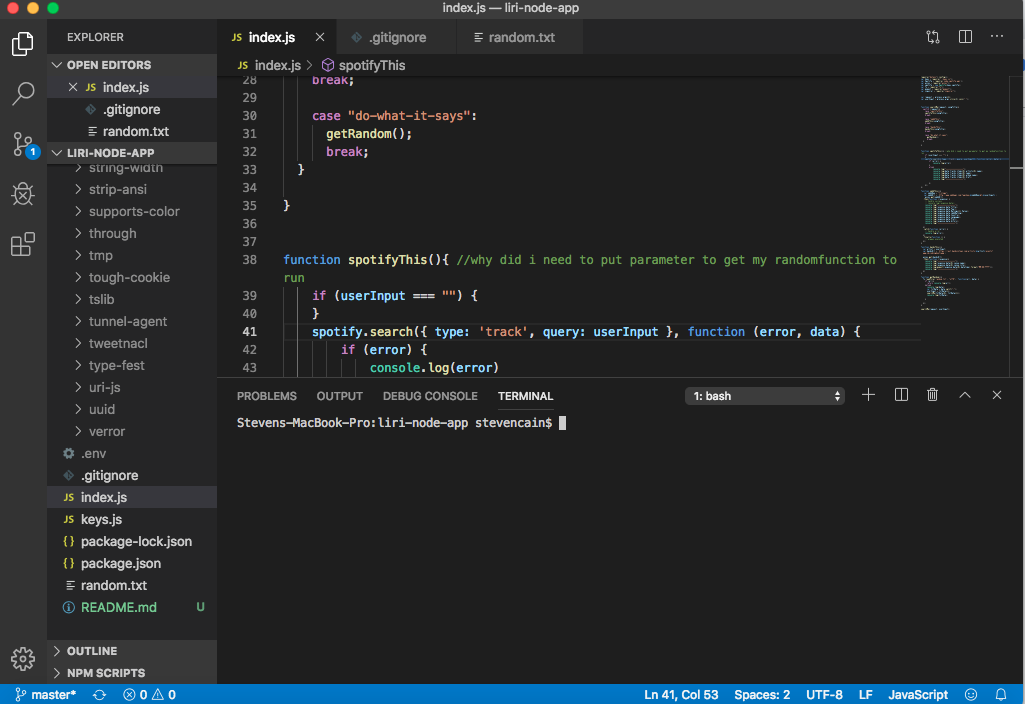 index.js — liri-node-app
EXPLORER
OPEN EDITORS
JS index.js
.gitignore
random.txt
1
LIRI-NODE-APP
string-width
strip-ansi
supports-color
through
tmp
tough-cookie
tslib
tunnel-agent
tweetnacl
type-fest
uri-js
uuid
verror
.env
.gitignore
JS index.js
JS keys.js
{ } package-lock.json
{ } package.json
random.txt
README.md U
OUTLINE
NPM SCRIPTS
JS index.js .gitignore random.txt
JS index.js > spotifyThis
28 break;
29
30 case "do-what-it-says":
31 getRandom();
32 break;
33 }
34
35 }
36
37
38 function spotifyThis(){ //why did i need to put parameter to get my randomfunction to
run
39 if (userInput === "") {
40 }
41 spotify.search({ type: 'track', query: userInput }, function (error, data) {
42 if (error) {
43 console.log(error)
PROBLEMS OUTPUT DEBUG CONSOLE TERMINAL 1: bash
Stevens-MacBook-Pro:liri-node-app stevencain$
master* 0 0 Ln 41, Col 53 Spaces: 2 UTF-8 LF JavaScript